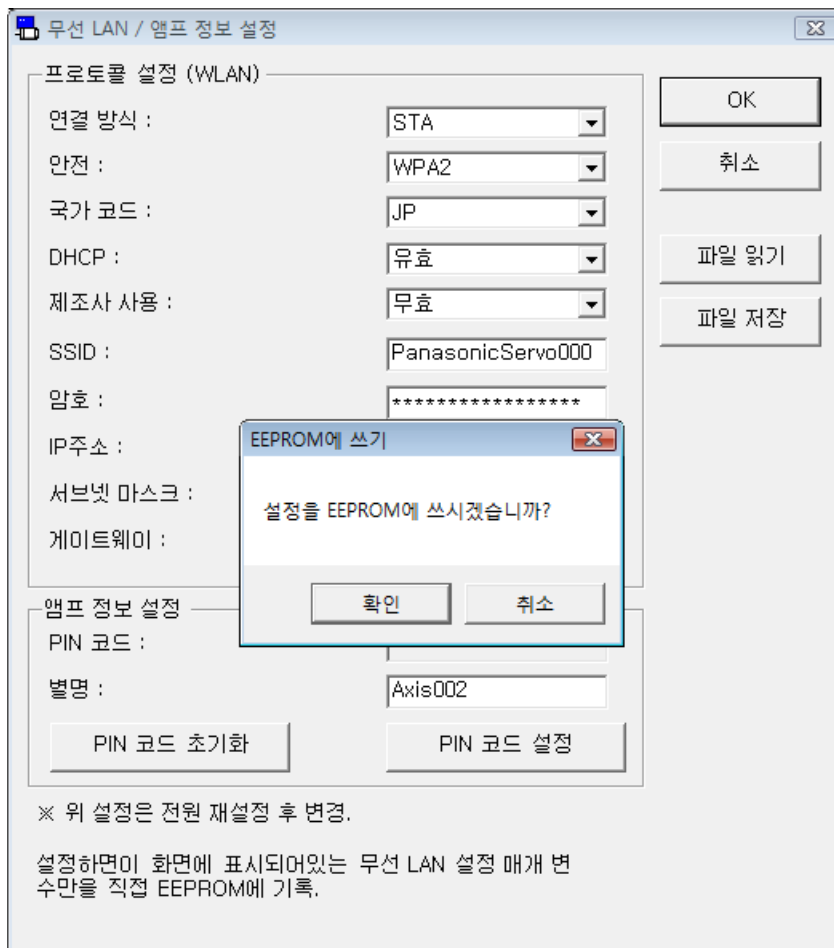 무선 LAN / 앰프 정보 설정
프로토콜 설정 (WLAN)
연결 방식 : STA
안전 : WPA2
국가 코드 : JP
DHCP : 유효
제조사 사용 : 무효
SSID : PanasonicServo000
암호 : *****************
IP주소 :
서브넷 마스크 :
게이트웨이 :
OK
취소
파일 읽기
파일 저장
EEPROM에 쓰기
설정을 EEPROM에 쓰시겠습니까?
확인 취소
앰프 정보 설정
PIN 코드 :
별명 : Axis002
PIN 코드 초기화 PIN 코드 설정
※ 위 설정은 전원 재설정 후 변경.
설정하면이 화면에 표시되어있는 무선 LAN 설정 매개 변
수만을 직접 EEPROM에 기록.